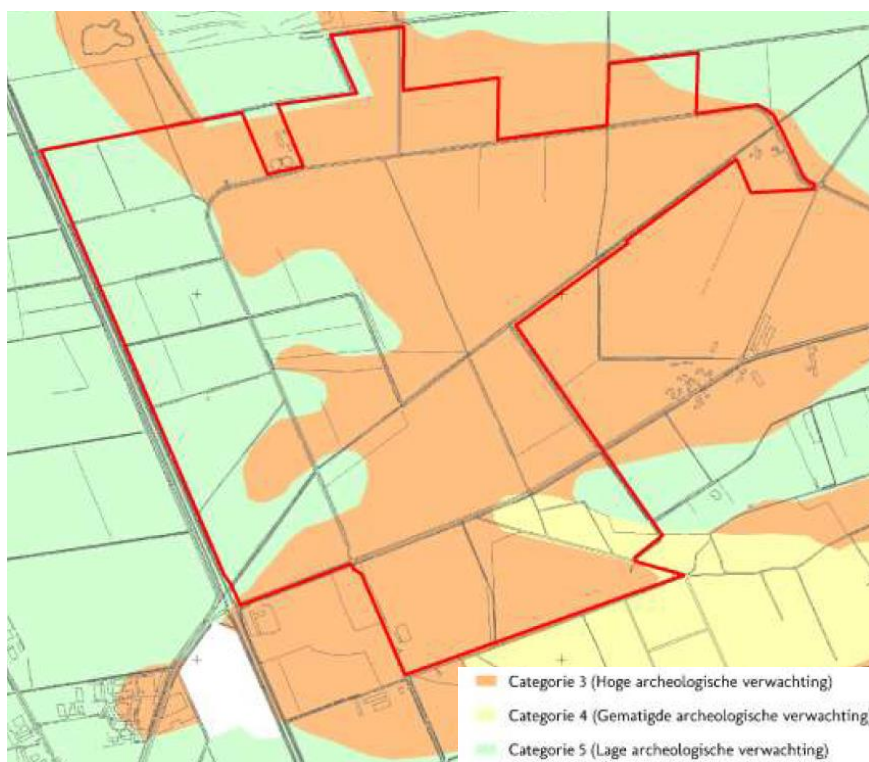 Categorie 3 (Hoge archeologische verwachting)
Categorie 4 (Gematigde archeologische verwachting)
Categorie 5 (Lage archeologische verwachting)